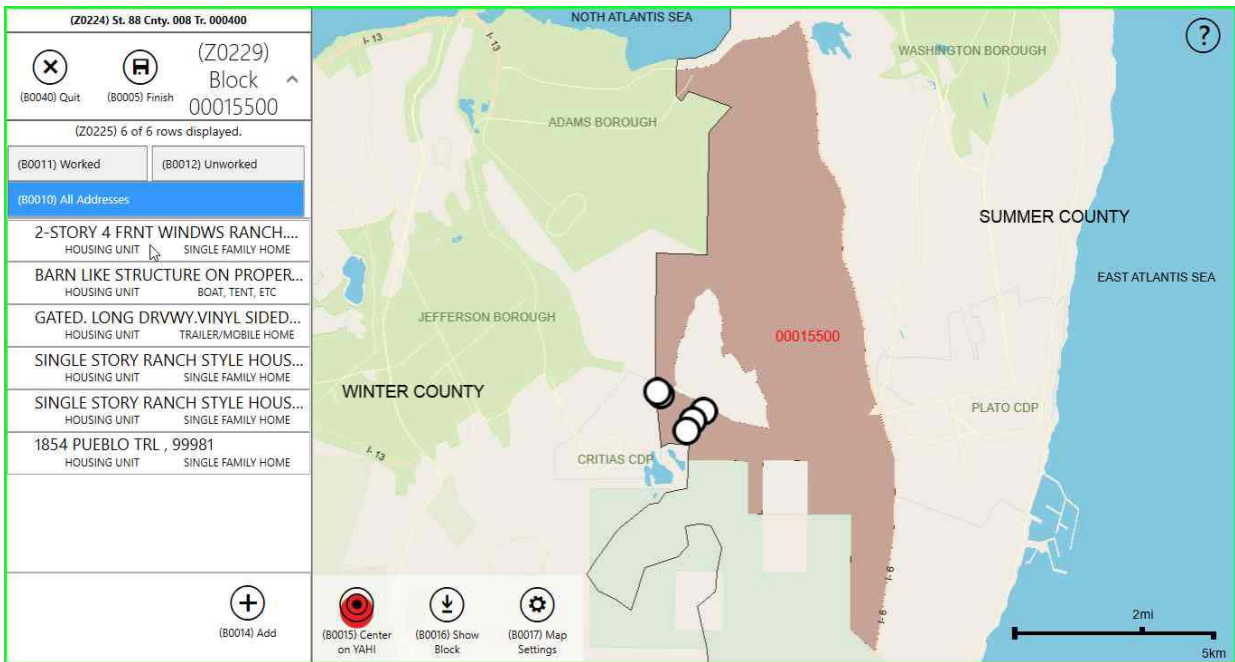 (Z0224) St. 88 Cnty. 008 Tr. 000400
(B0040) Quit
(B0005) Finish
(Z0229)
Block
00015500
(Z0225) 6 of 6 rows displayed.
(B0011) Worked
(B0012) Unworked
(B0010) All Addresses
2-STORY 4 FRNT WINDWS RANCH....
HOUSING UNIT SINGLE FAMILY HOME
BARN LIKE STRUCTURE ON PROPER...
HOUSING UNIT BOAT, TENT, ETC
GATED. LONG DRVWY.VINYL SIDED...
HOUSING UNIT TRAILER/MOBILE HOME
SINGLE STORY RANCH STYLE HOUS...
HOUSING UNIT SINGLE FAMILY HOME
SINGLE STORY RANCH STYLE HOUS...
HOUSING UNIT SINGLE FAMILY HOME
1854 PUEBLO TRL , 99981
HOUSING UNIT SINGLE FAMILY HOME
(B0014) Add
NOTH ATLANTIS SEA
?
I- 13
I- 13
WASHINGTON BOROUGH
ADAMS BOROUGH
SUMMER COUNTY
EAST ATLANTIS SEA
JEFFERSON BOROUGH
00015500
WINTER COUNTY
PLATO CDP
I- 13
CRITIAS CDP
I- 9
I- 9
(B0015) Center
on YAHI
(B0016) Show
Block
(B0017) Map
Settings
2mi
5km